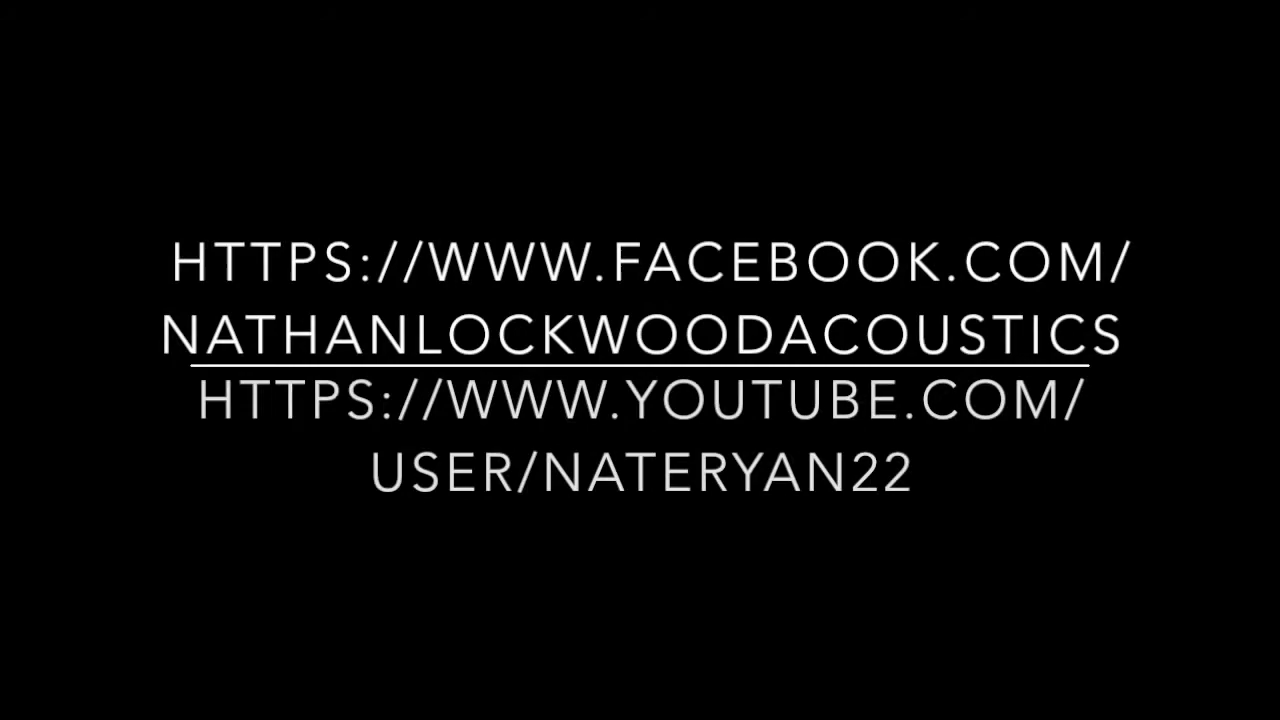 HTTPS://WWW.FACEBOOK.COM/
NATHANLOCKWOODACOUSTICS
HTTPS://WWW.YOUTUBE.COM/
USER/NATERYAN22